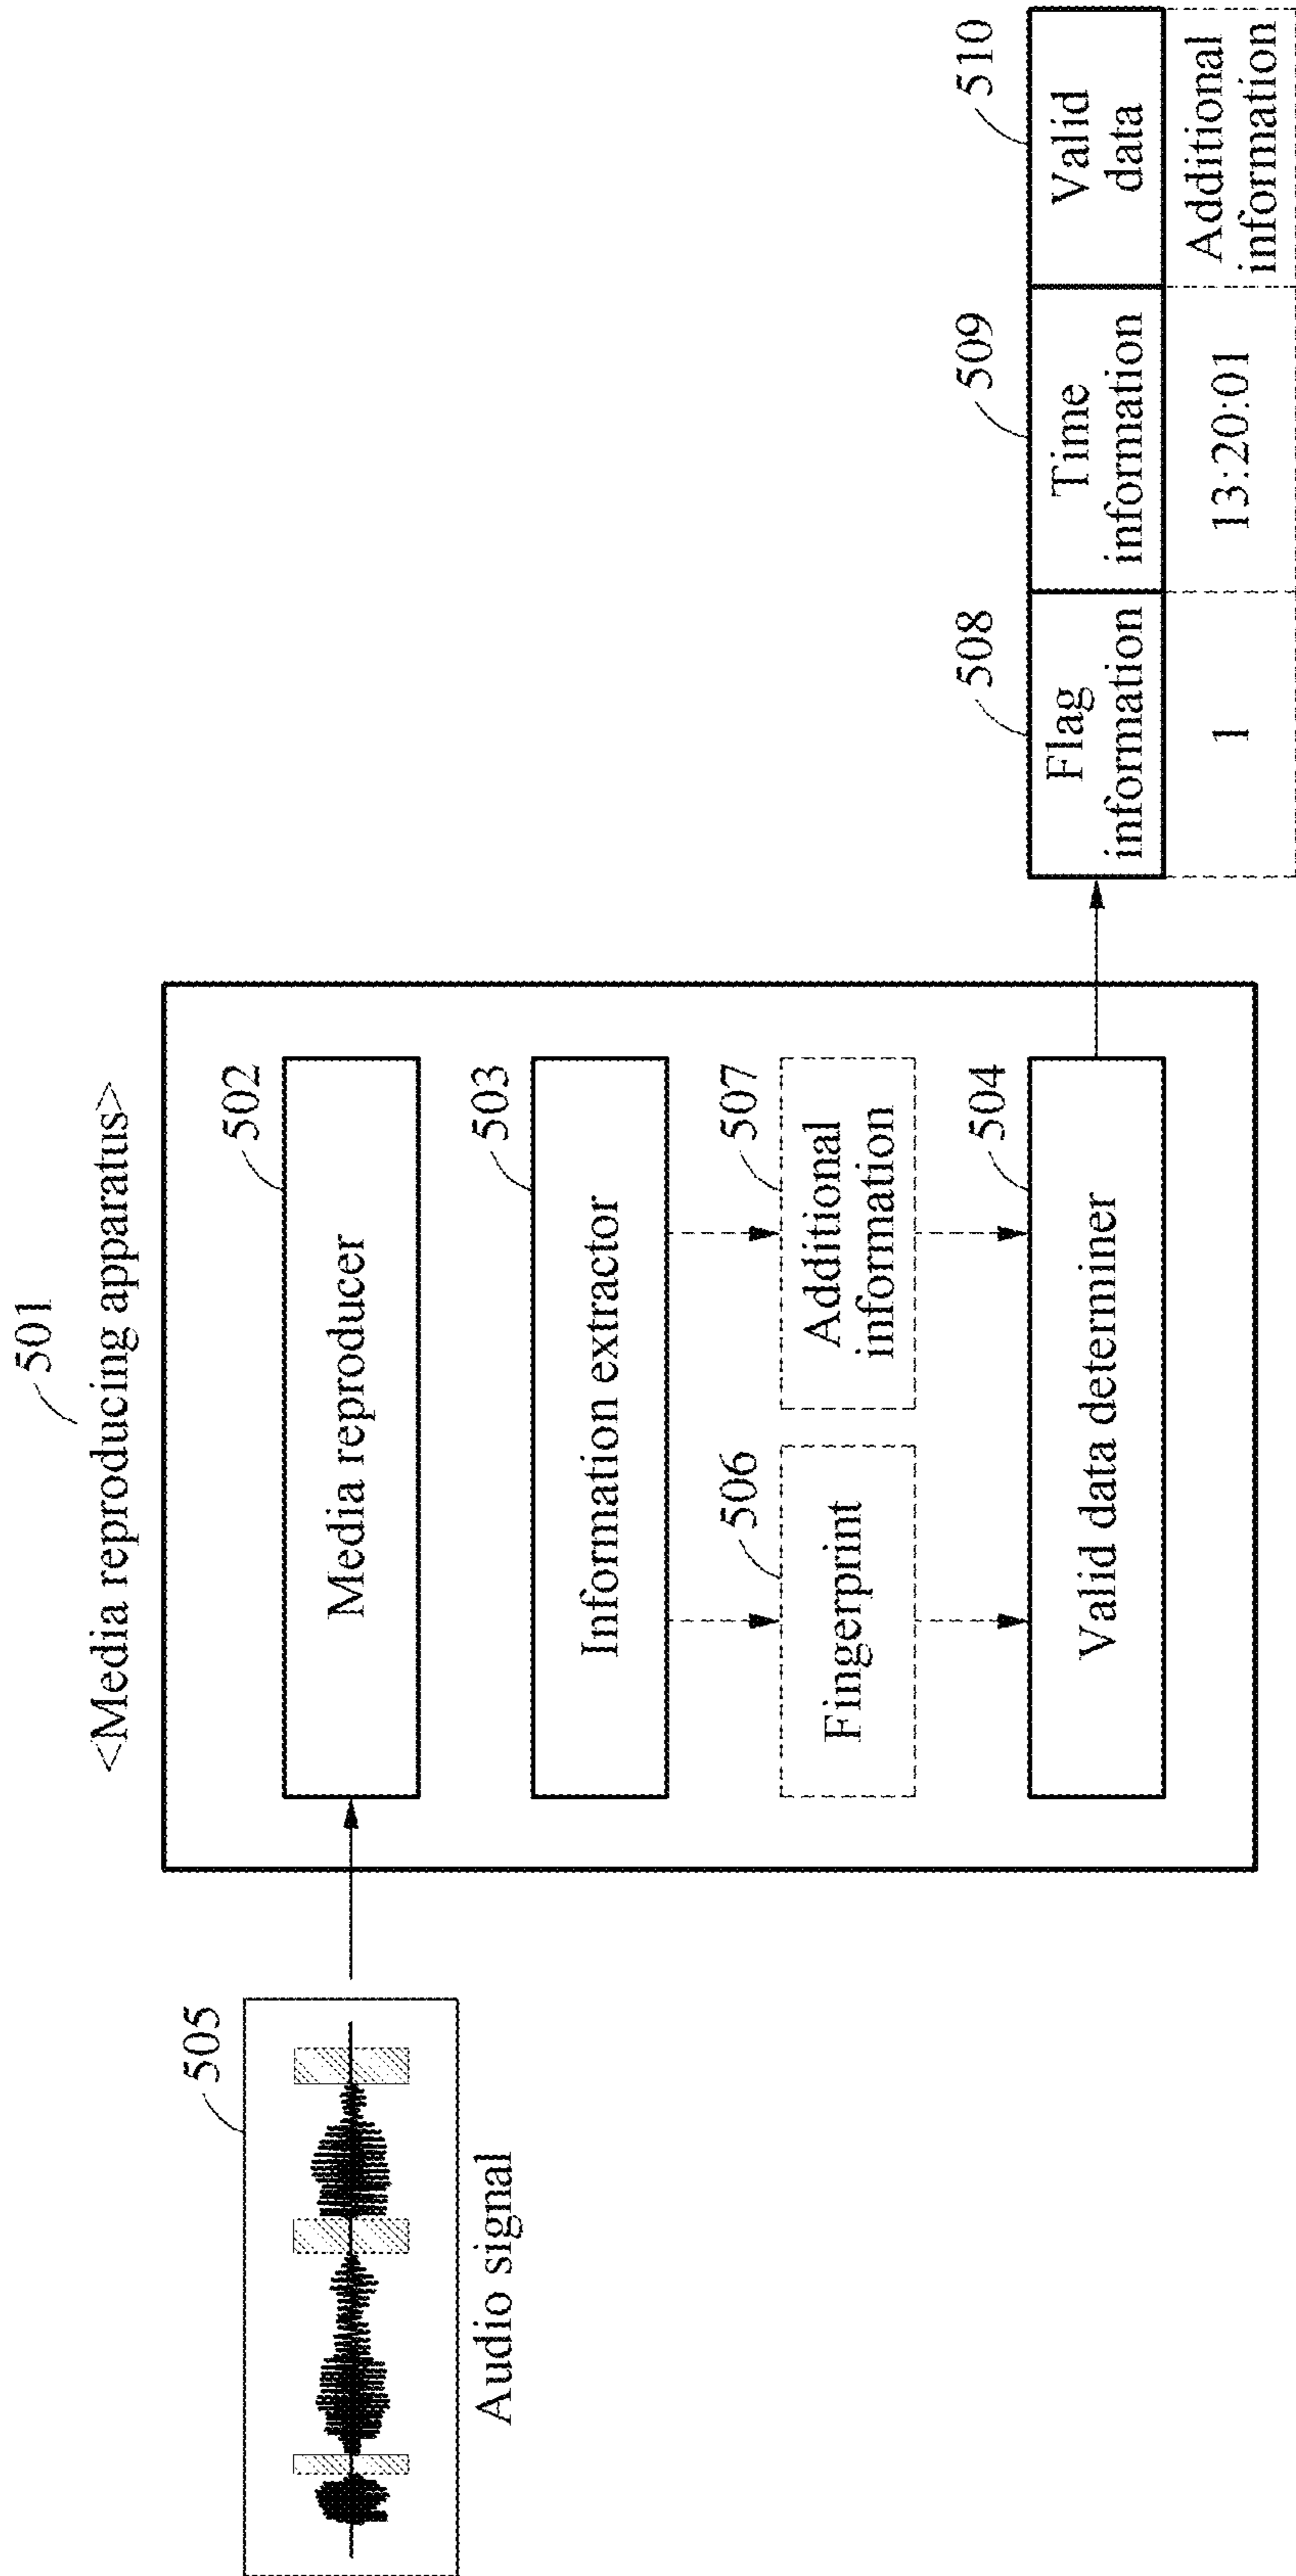 501
<Media reproducing apparatus>
505
Audio signal
502
Media reproducer
503
Information extractor
506
Fingerprint
507
Additional
information
504
Valid data determiner
508
Flag
information
509
Time
information
510
Valid
data
1
13:20:01
Additional
information